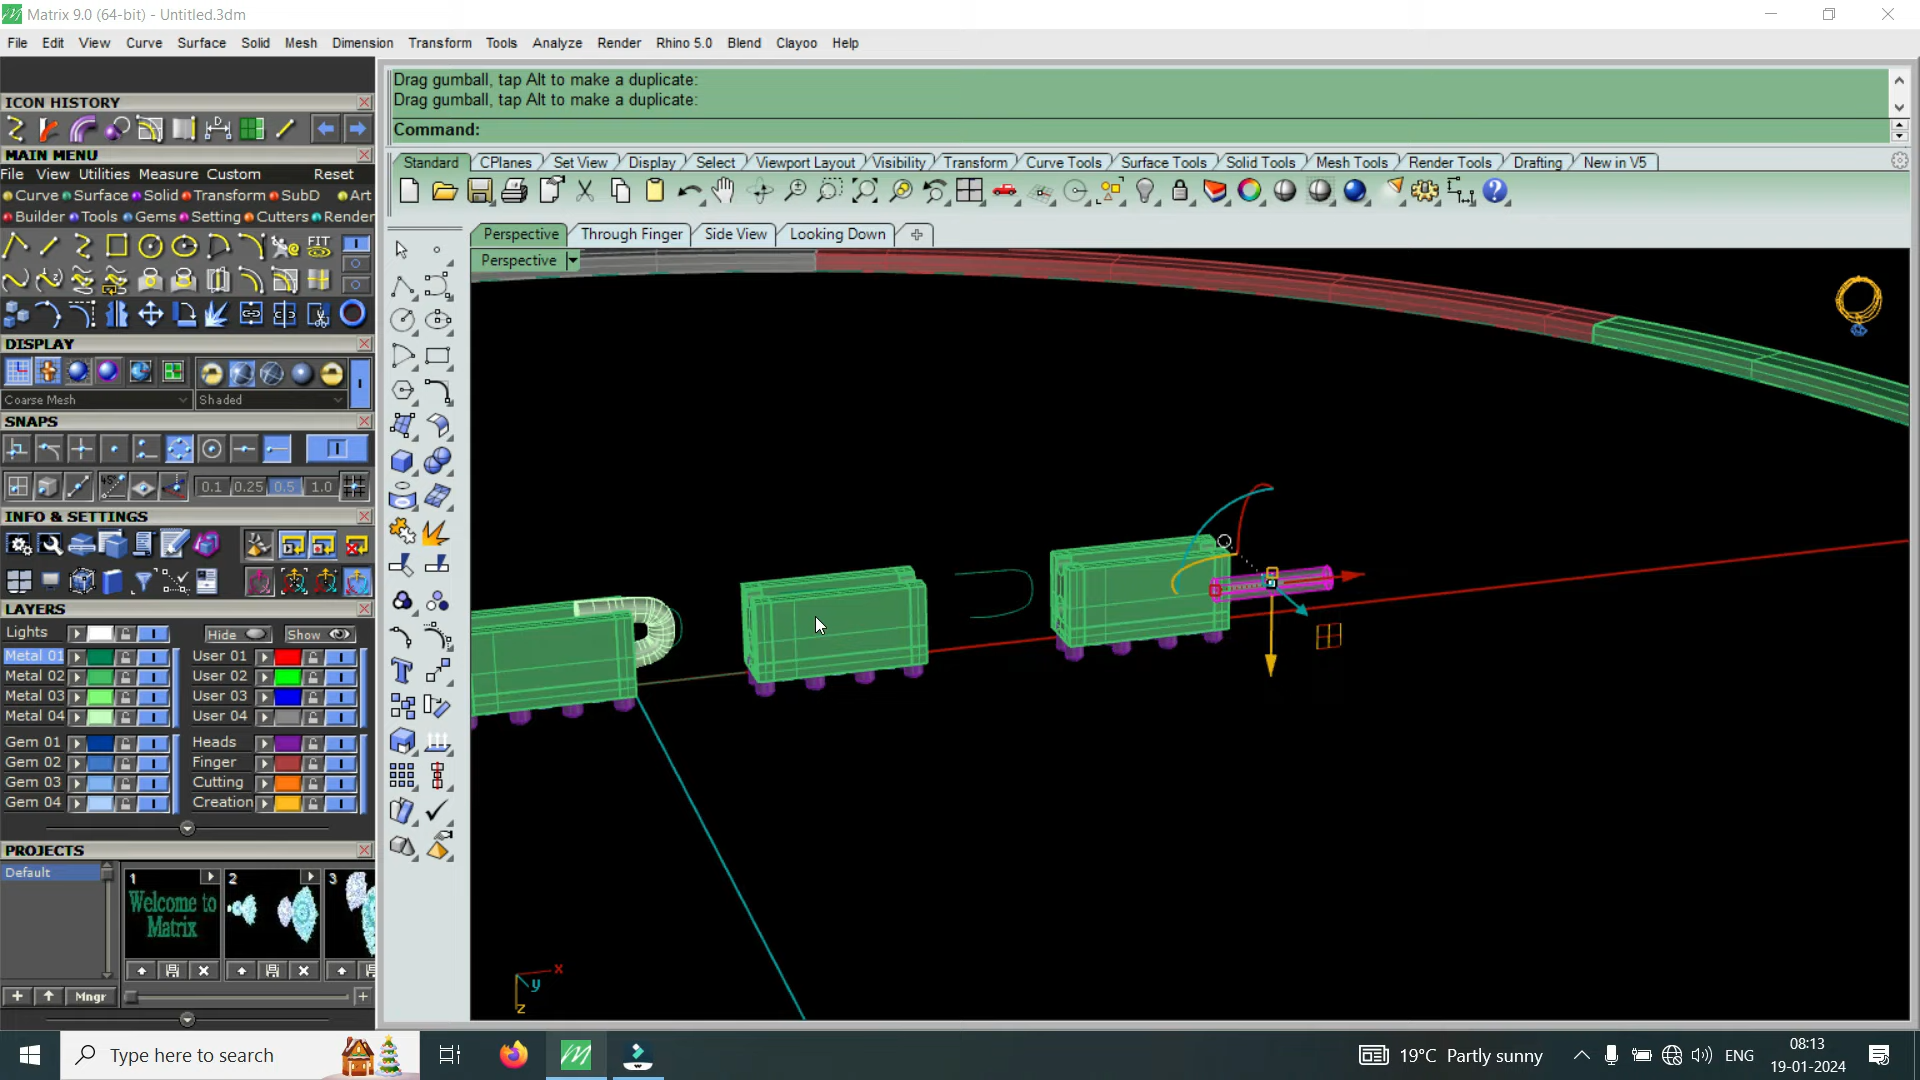 Matrix 9.0 (64-bit) - Untitled.3dm
File Edit View Curve Surface Solid Mesh Dimension Transform Tools Analyze Render Rhino 5.0 Blend Clayoo Help
Drag gumball, tap Alt to make a duplicate:
Drag gumball, tap Alt to make a duplicate:
Command:
ICON HISTORY
MAIN MENU
File View Utilities Measure Custom Reset
Curve Surface Solid Transform SubD Art
Builder Tools Gems Setting Cutters Render
FIT
DISPLAY
Coarse Mesh Shaded
SNAPS
0.1 0.25 0.5 1.0
INFO & SETTINGS
LAYERS
Lights Hide Show
Metal 01 User 01
Metal 02 User 02
Metal 03 User 03
Metal 04 User 04
Gem 01 Heads
Gem 02 Finger
Gem 03 Cutting
Gem 04 Creation
PROJECTS
Default
1 2 3
Welcome to
Matrix
Mngr
Standard CPlanes Set View Display Select Viewport Layout Visibility Transform Curve Tools Surface Tools Solid Tools Mesh Tools Render Tools Drafting New in V5
Perspective Through Finger Side View Looking Down
Perspective
x
y
z
Type here to search
19°C Partly sunny
ENG
08:13
19-01-2024